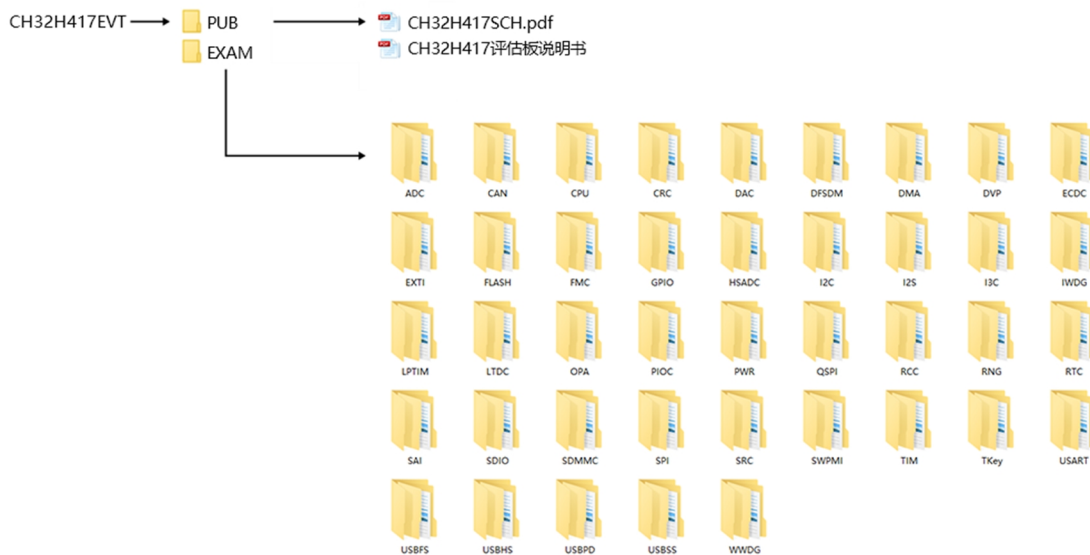 CH32H417EVT
PUB
CH32H417SCH.pdf
EXAM
CH32H417评估板说明书
ADC CAN CPU CRC DAC DFSDM DMA DVP ECDC
EXTI FLASH FMC GPIO HSADC I2C I2S I3C IWDG
LPTIM LTDC OPA PIOC PWR QSPI RCC RNG RTC
SAI SDIO SDMMC SPI SRC SWPMI TIM TKey USART
USBFS USBHS USBPD USBSS WWDG